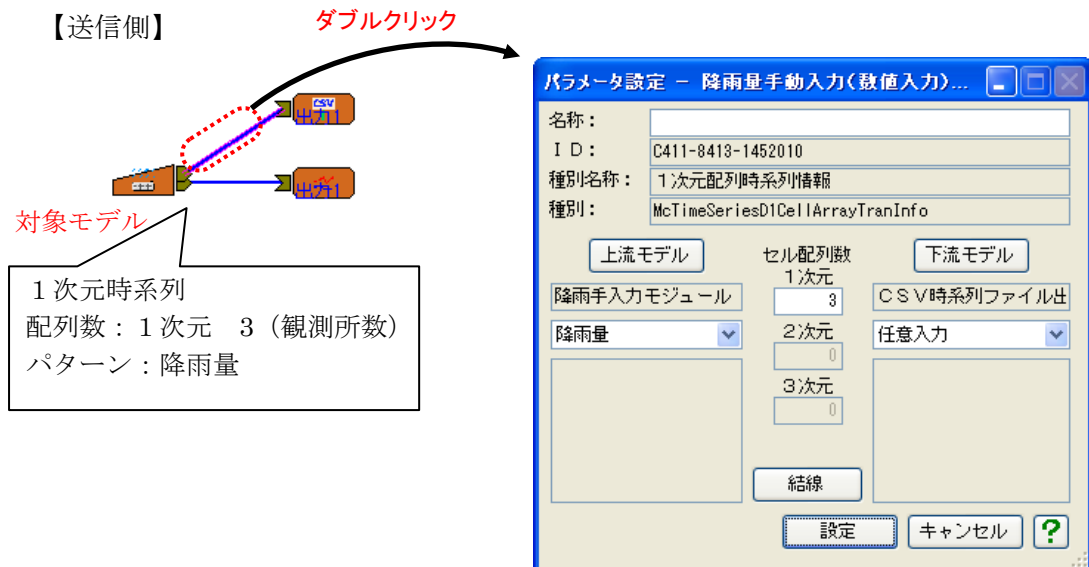 【送信側】
ダブルクリック
CSV
出力1
出力1
対象モデル
１次元時系列
配列数：１次元　３（観測所数）
パターン：降雨量
パラメータ設定 － 降雨量手動入力(数値入力)...
名称：
ＩＤ：
C411-8413-1452010
種別名称：
１次元配列時系列情報
種別：
McTimeSeriesD1CellArrayTranInfo
上流モデル
セル配列数
下流モデル
１次元
降雨手入力モジュール
3
ＣＳＶ時系列ファイル出
降雨量
２次元
任意入力
0
３次元
0
結線
設定
キャンセル
?